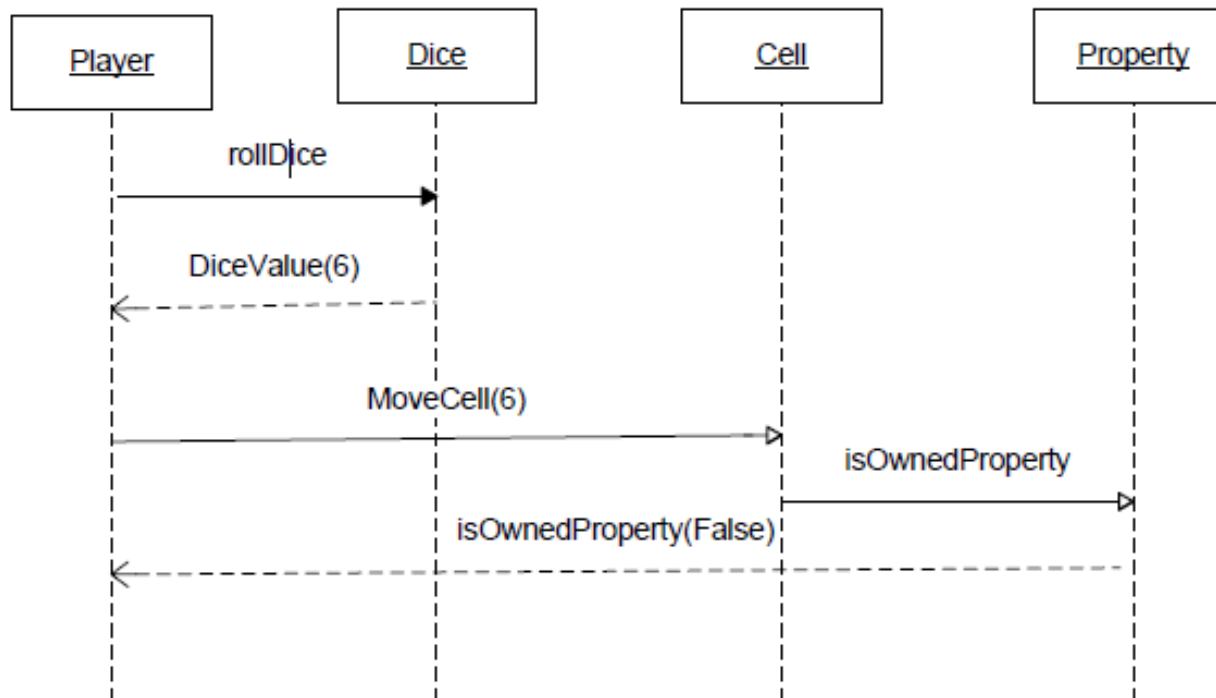 Player
Dice
Cell
Property
rollDice
DiceValue(6)
MoveCell(6)
isOwnedProperty
isOwnedProperty(False)